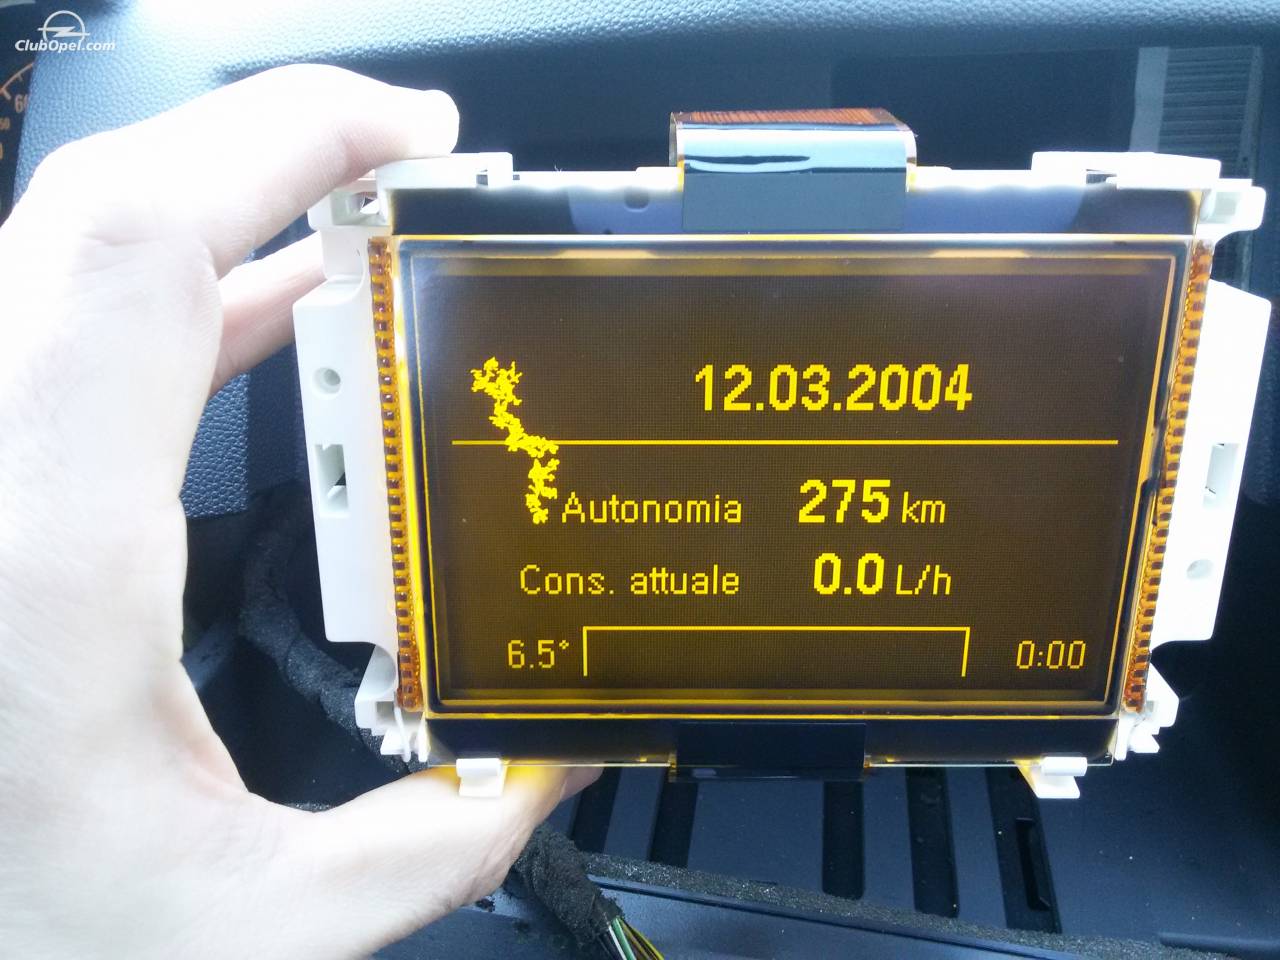 ClubOpel.com
12.03.2004
Autonomia 275 km
Cons. attuale 0.0 L/h
6.5° 0:00